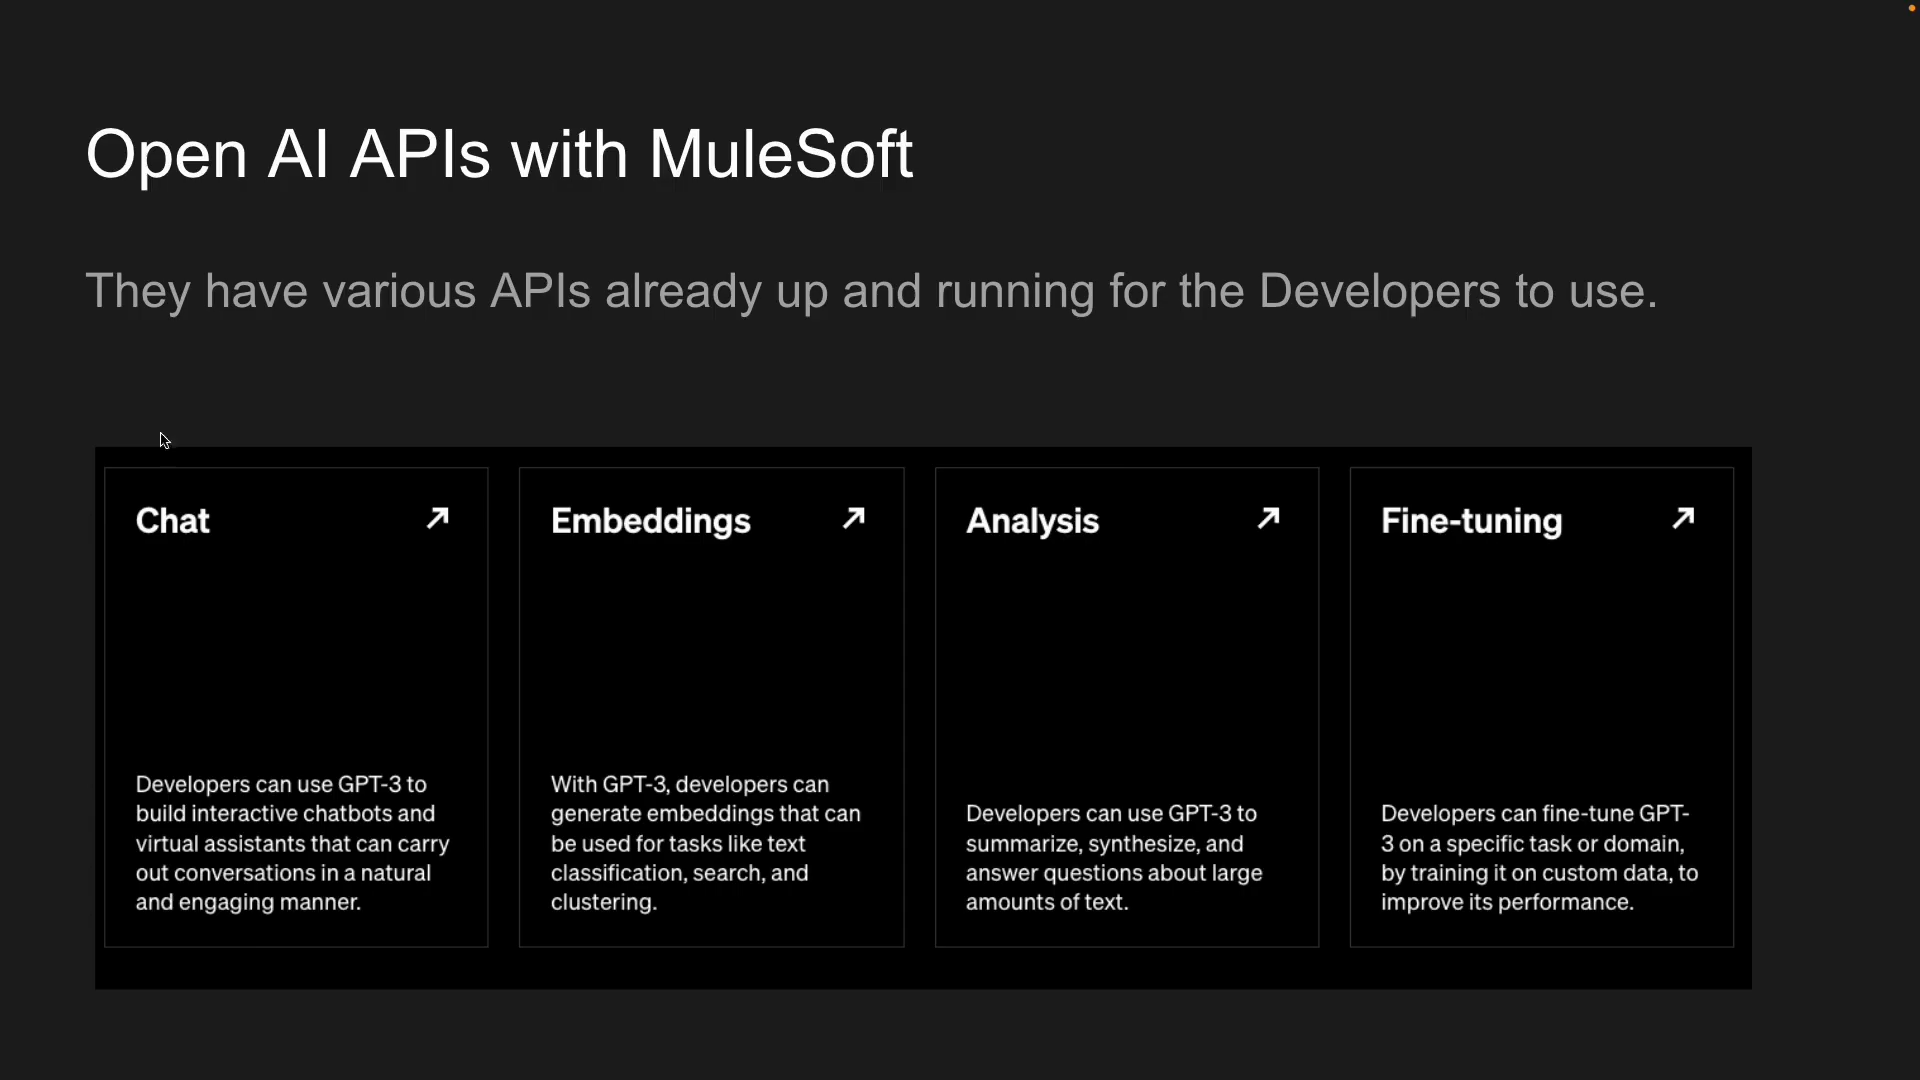 Open AI APIs with MuleSoft
They have various APIs already up and running for the Developers to use.
Chat
Developers can use GPT-3 to
build interactive chatbots and
virtual assistants that can carry
out conversations in a natural
and engaging manner.
Embeddings
With GPT-3, developers can
generate embeddings that can
be used for tasks like text
classification, search, and
clustering.
Analysis
Developers can use GPT-3 to
summarize, synthesize, and
answer questions about large
amounts of text.
Fine-tuning
Developers can fine-tune GPT-
3 on a specific task or domain,
by training it on custom data, to
improve its performance.